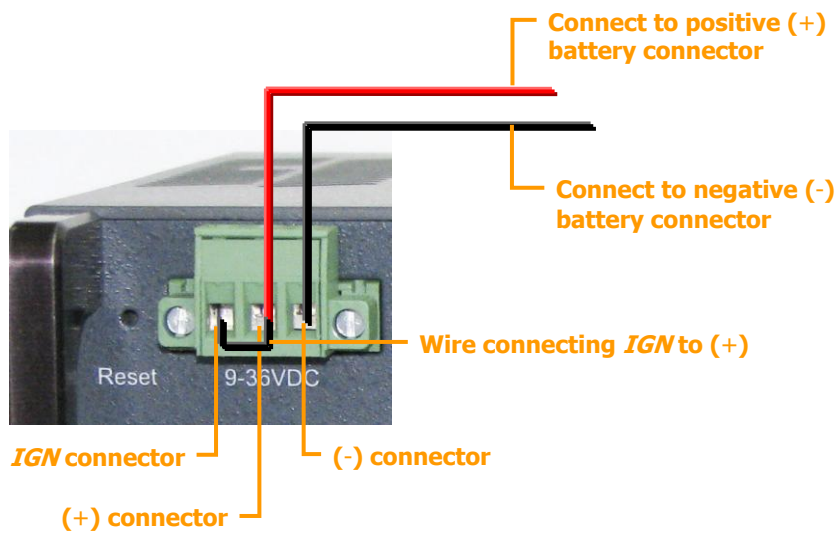 Connect to positive (+)
battery connector
Connect to negative (-)
battery connector
Wire connecting IGN to (+)
Reset
9-36VDC
IGN connector
(-) connector
(+) connector